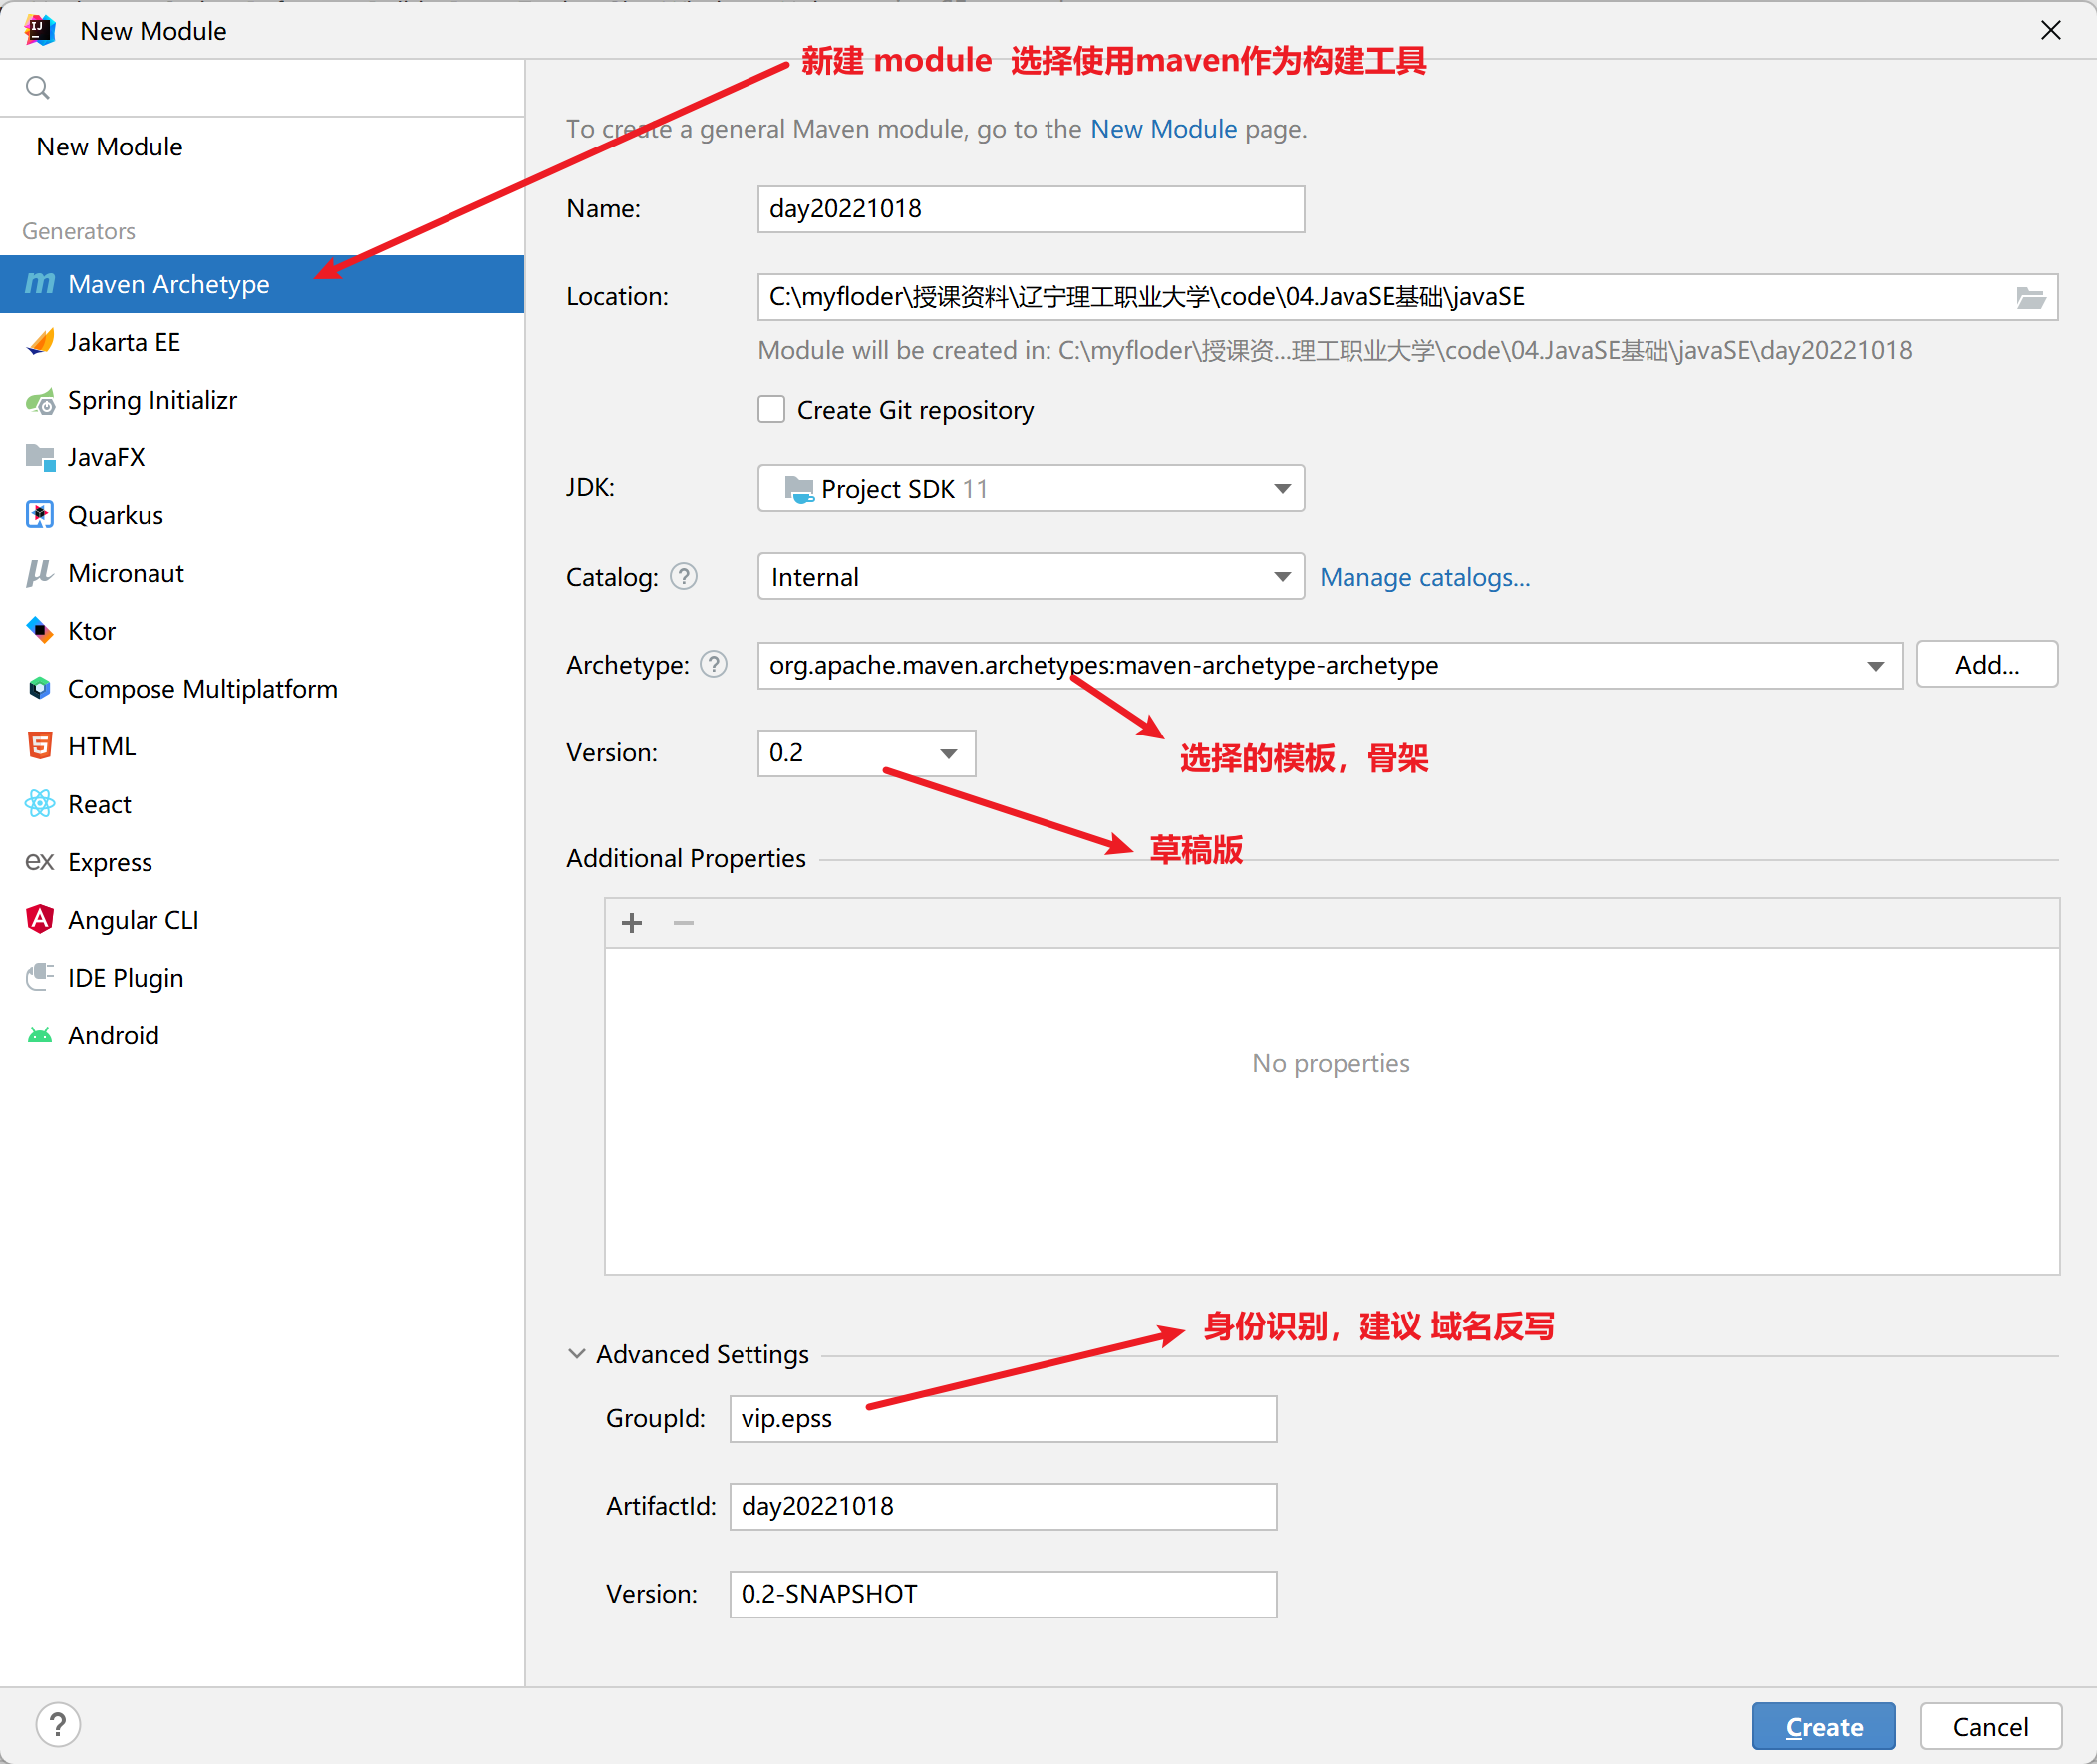 New Module
新建 module 选择使用maven作为构建工具
New Module
Generators
Maven Archetype
Jakarta EE
Spring Initializr
JavaFX
Quarkus
Micronaut
Ktor
Compose Multiplatform
HTML
React
ex Express
Angular CLI
IDE Plugin
Android
To create a general Maven module, go to the New Module page.
Name: day20221018
Location: C:\myfloder\授课资料\辽宁理工职业大学\code\04.JavaSE基础\javaSE
Module will be created in: C:\myfloder\授课资...理工职业大学\code\04.JavaSE基础\javaSE\day20221018
Create Git repository
JDK: Project SDK 11
Catalog: ? Internal Manage catalogs...
Archetype: ? org.apache.maven.archetypes:maven-archetype-archetype Add...
选择的模板，骨架
Version: 0.2
草稿版
Additional Properties
No properties
身份识别，建议 域名反写
Advanced Settings
GroupId: vip.epss
ArtifactId: day20221018
Version: 0.2-SNAPSHOT
? Create Cancel